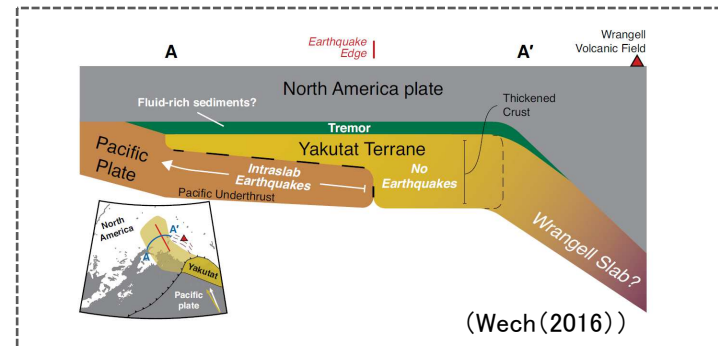 Earthquake
Edge
A
A′
Wrangell
Volcanic Field
North America plate
Thickened
Crust
Fluid-rich sediments?
Tremor
Yakutat Terrane
Pacific
Plate
Intraslab
Earthquakes
No
Earthquakes
Pacific Underthrust
Wrangell Slab?
North
America
A′
A
Yakutat
Pacific
plate
(Wech(2016))